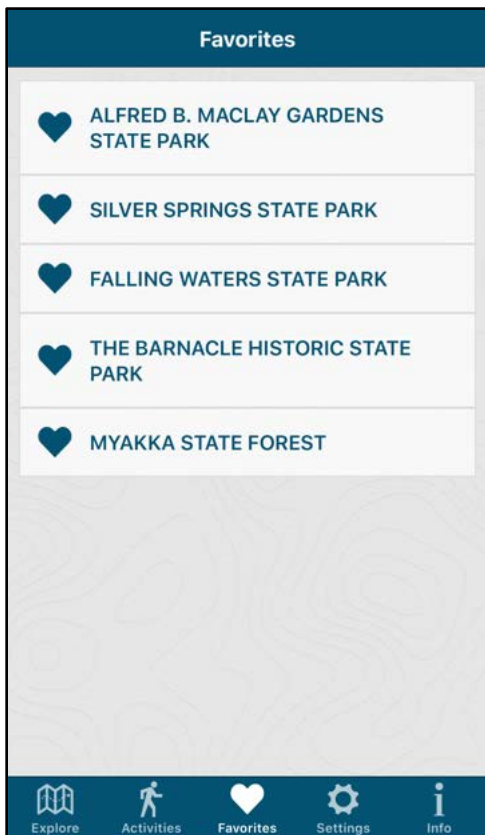 Favorites
ALFRED B. MACLAY GARDENS
STATE PARK
SILVER SPRINGS STATE PARK
FALLING WATERS STATE PARK
THE BARNACLE HISTORIC STATE
PARK
MYAKKA STATE FOREST
Explore Activities Favorites Settings Info